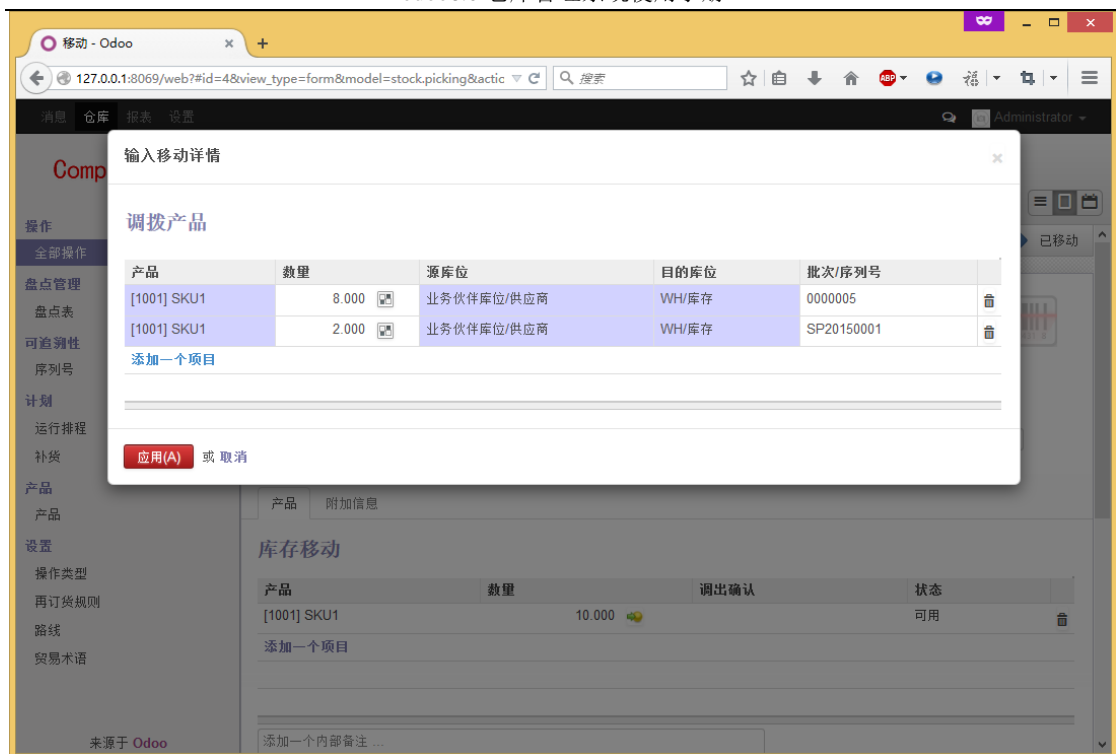 移动 - Odoo
127.0.0.1:8069/web?#id=4&view_type=form&model=stock.picking&actic
搜索
ABP
消息 仓库 报表 设置
Administrator
Comp
输入移动详情
调拨产品
产品 数量 源库位 目的库位 批次/序列号
[1001] SKU1 8.000 业务伙伴库位/供应商 WH/库存 0000005
[1001] SKU1 2.000 业务伙伴库位/供应商 WH/库存 SP20150001
添加一个项目
应用(A) 或 取消
操作
全部操作
盘点管理
盘点表
可追溯性
序列号
计划
运行排程
补货
产品
产品
设置
操作类型
再订货规则
路线
贸易术语
来源于 Odoo
已移动
产品 附加信息
库存移动
产品 数量 调出确认 状态
[1001] SKU1 10.000 可用
添加一个项目
添加一个内部备注 ...